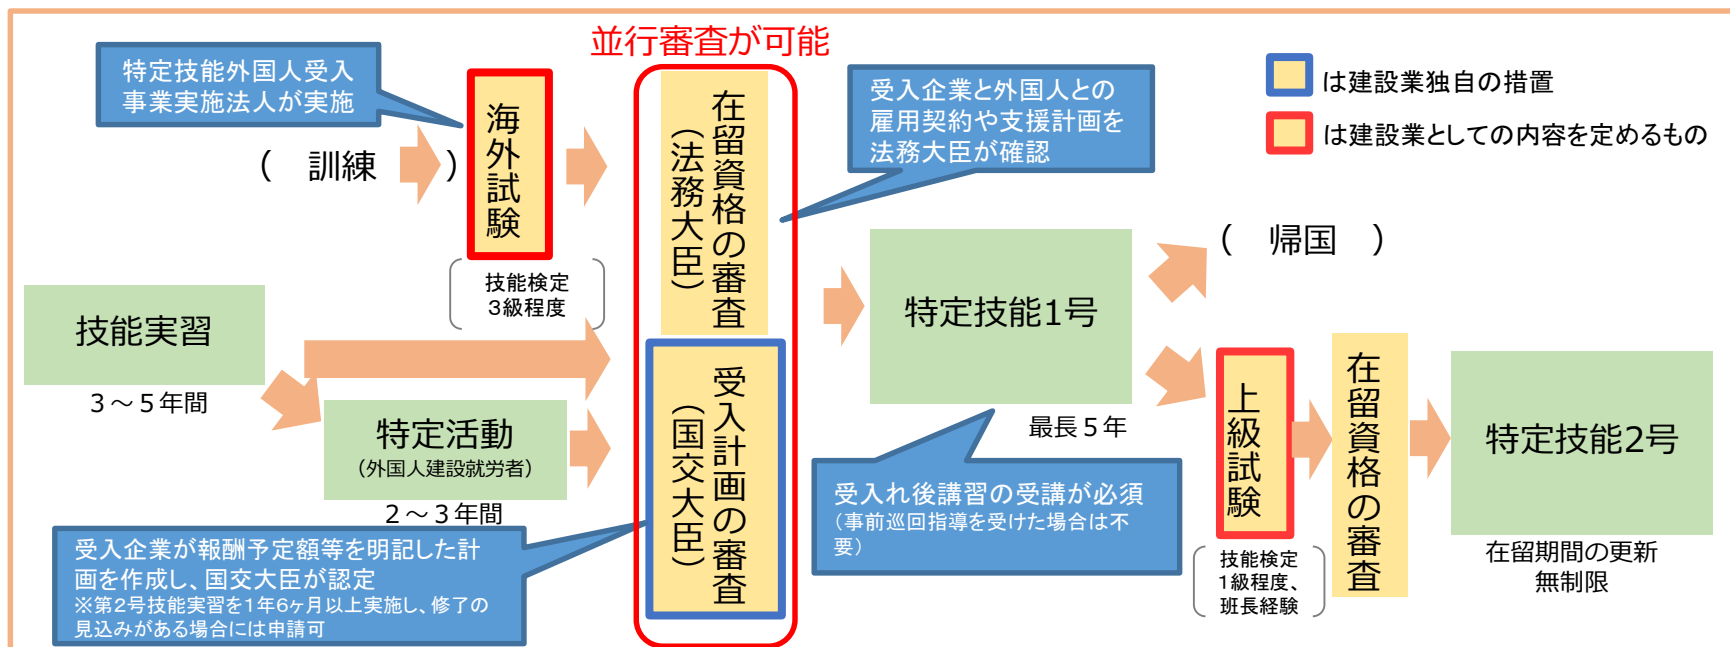 並行審査が可能
特定技能外国人受入
事業実施法人が実施
（　訓練　　）
海外試験
技能検定
3級程度
在留資格の審査
（法務大臣）
受入企業と外国人との
雇用契約や支援計画を
法務大臣が確認
は建設業独自の措置
は建設業としての内容を定めるもの
技能実習
３～５年間
特定活動
（外国人建設就労者）
２～３年間
受入計画の審査
（国交大臣）
受入企業が報酬予定額等を明記した計
画を作成し、国交大臣が認定
※第2号技能実習を1年6ヶ月以上実施し、修了の
見込みがある場合には申請可
特定技能1号
最長５年
受入れ後講習の受講が必須
（事前巡回指導を受けた場合は不
要）
（　帰国　）
上級試験
技能検定
1級程度、
班長経験
在留資格の審査
特定技能2号
在留期間の更新
無制限